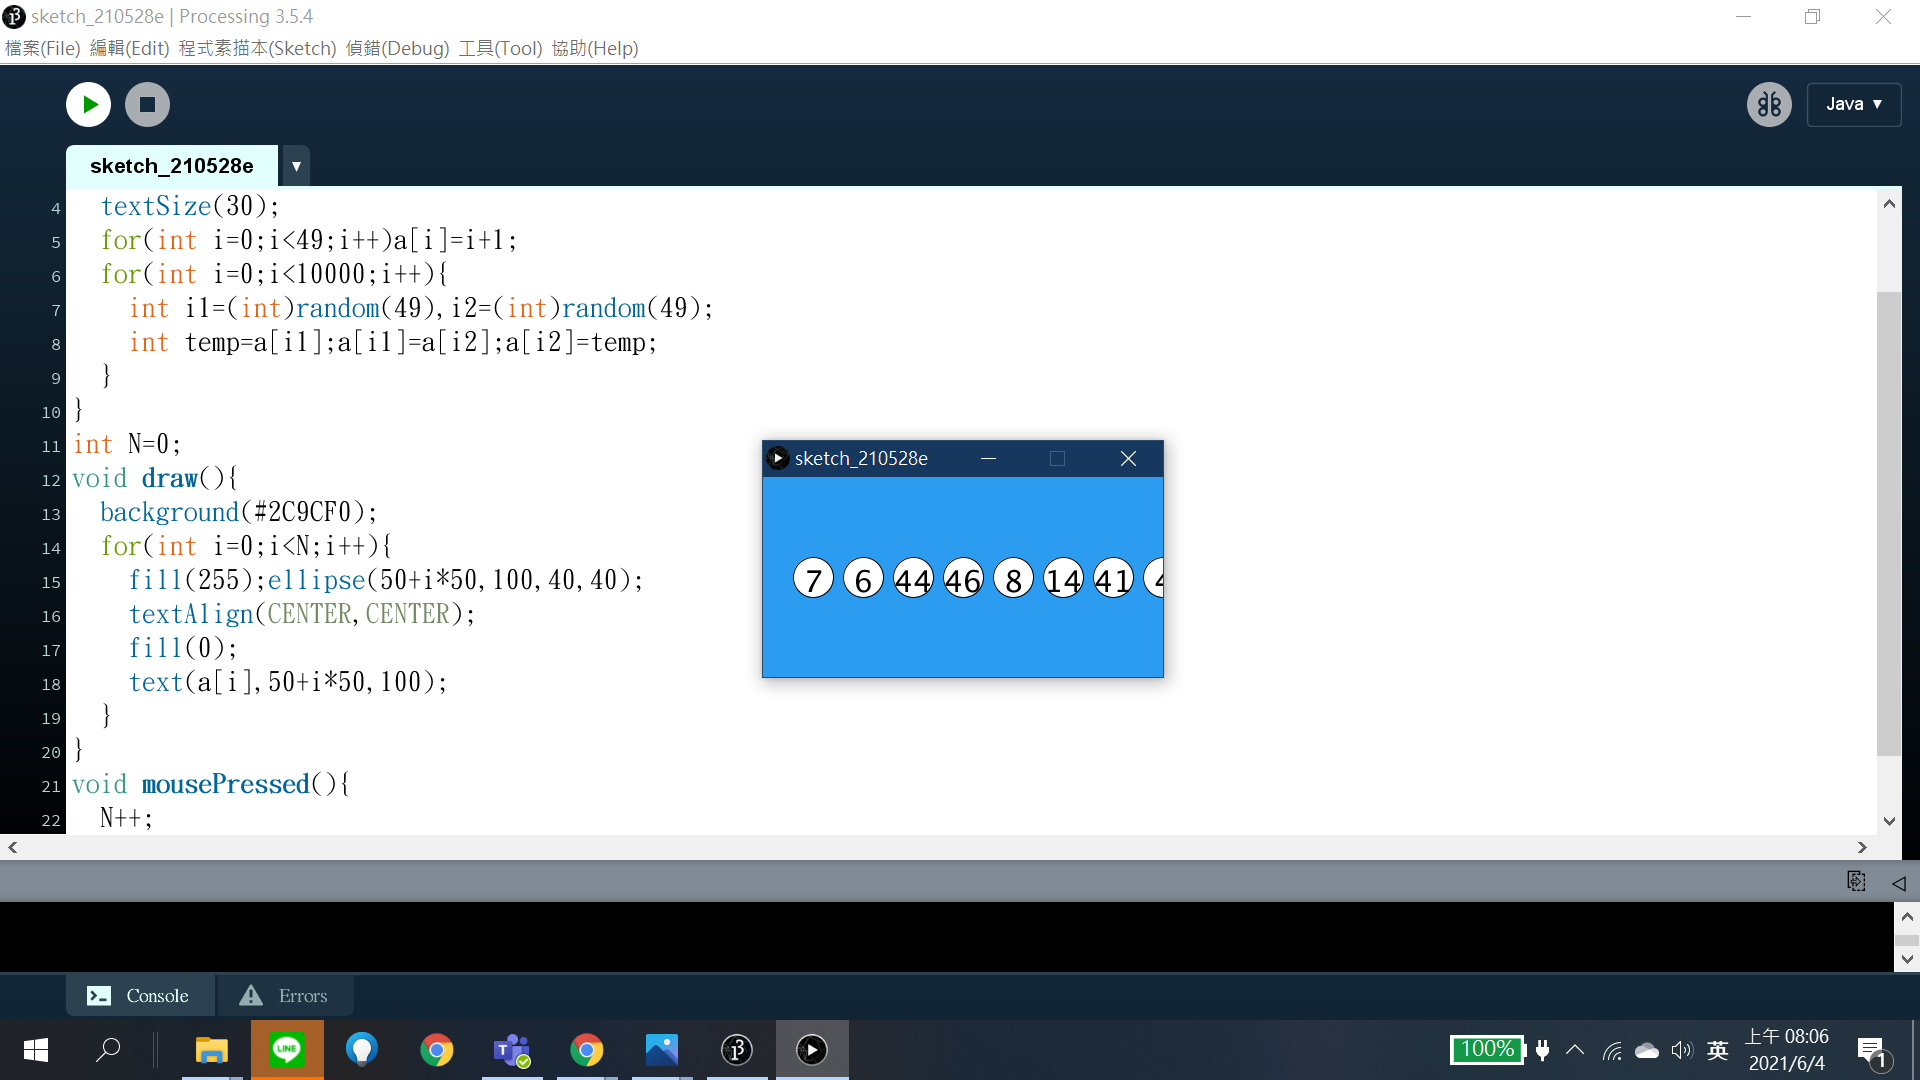 sketch_210528e | Processing 3.5.4
檔案(File) 編輯(Edit) 程式素描本(Sketch) 偵錯(Debug) 工具(Tool) 協助(Help)
Java ▼
sketch_210528e ▼
4 textSize(30);
5 for(int i=0;i<49;i++)a[i]=i+1;
6 for(int i=0;i<10000;i++){
7 int i1=(int)random(49),i2=(int)random(49);
8 int temp=a[i1];a[i1]=a[i2];a[i2]=temp;
9 }
10 }
11 int N=0;
12 void draw(){
13 background(#2C9CF0);
14 for(int i=0;i<N;i++){
15 fill(255);ellipse(50+i*50,100,40,40);
16 textAlign(CENTER,CENTER);
17 fill(0);
18 text(a[i],50+i*50,100);
19 }
20 }
21 void mousePressed(){
22 N++;
sketch_210528e
7 6 44 46 8 14 41 4
Console Errors
LINE
100% 英 上午 08:06
2021/6/4
1